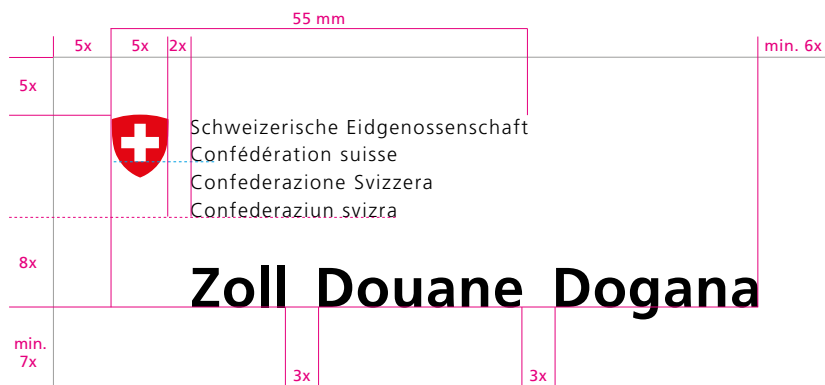 55 mm
5x 5x 2x min. 6x
5x
Schweizerische Eidgenossenschaft
Confédération suisse
Confederazione Svizzera
Confederaziun svizra
8x
Zoll Douane Dogana
min.
7x
3x 3x